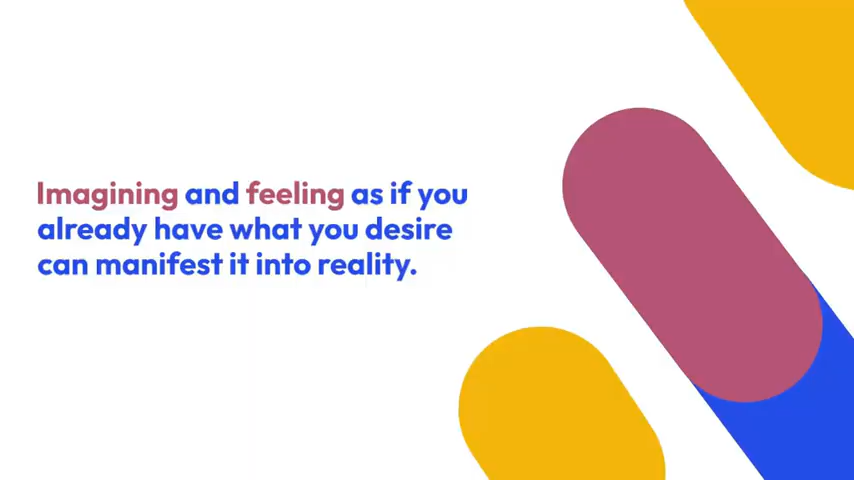 Imagining and feeling as if you
already have what you desire
can manifest it into reality.